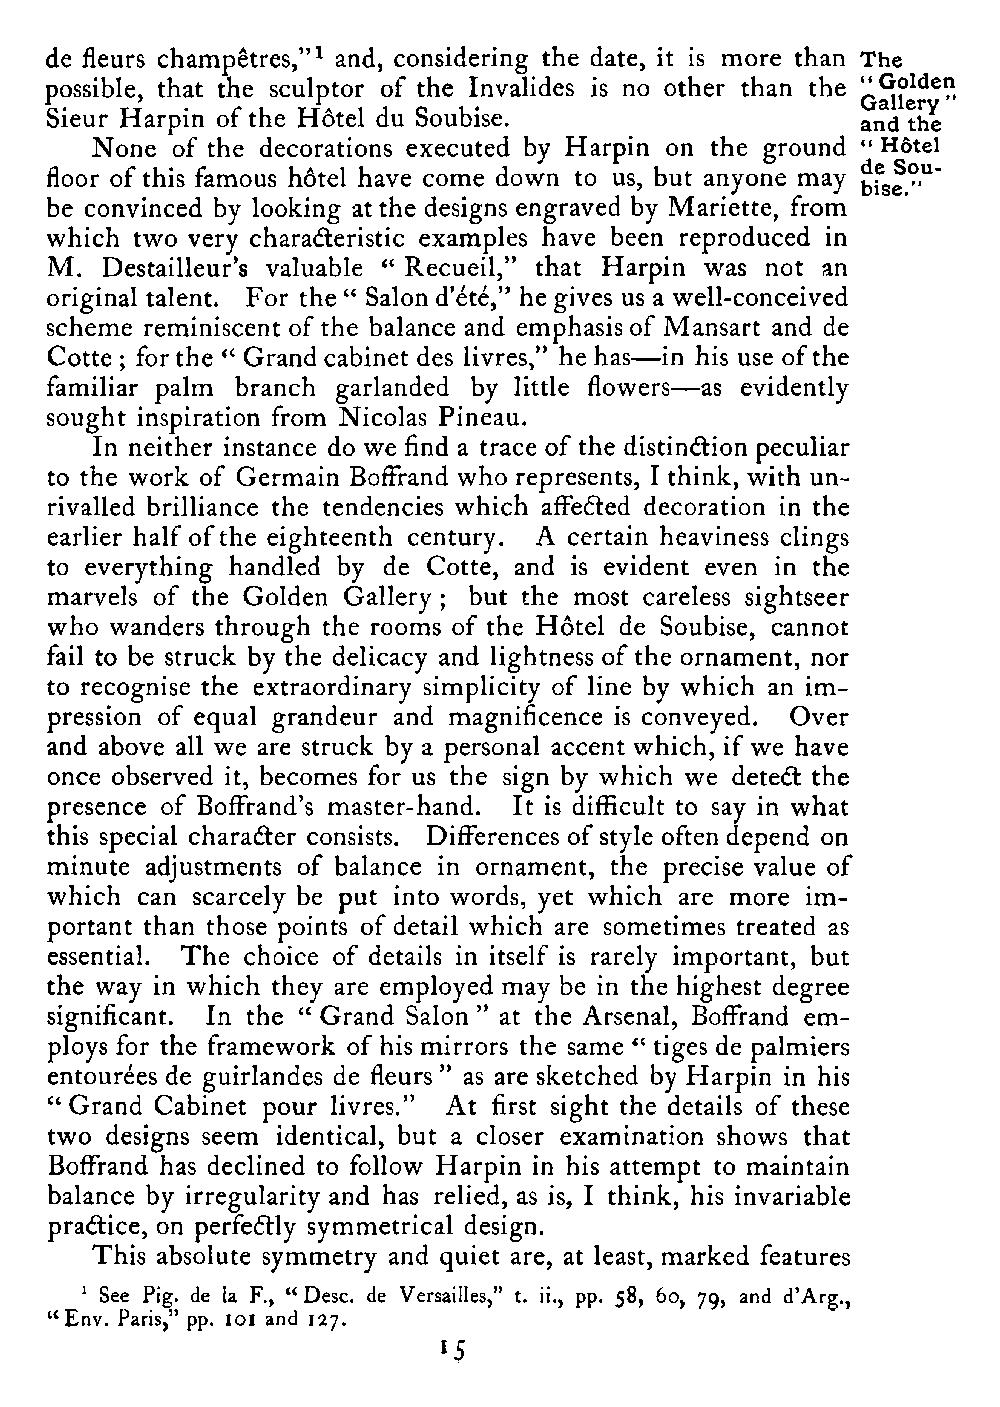 de fleurs champêtres,”¹ and, considering the date, it is more than
possible, that the sculptor of the Invalides is no other than the
Sieur Harpin of the Hôtel du Soubise.
None of the decorations executed by Harpin on the ground
floor of this famous hôtel have come down to us, but anyone may
be convinced by looking at the designs engraved by Mariette, from
which two very characteristic examples have been reproduced in
M. Destailleur’s valuable “ Recueil,” that Harpin was not an
original talent. For the “ Salon d’été,” he gives us a well-conceived
scheme reminiscent of the balance and emphasis of Mansart and de
Cotte ; for the “ Grand cabinet des livres,” he has—in his use of the
familiar palm branch garlanded by little flowers—as evidently
sought inspiration from Nicolas Pineau.
In neither instance do we find a trace of the distinction peculiar
to the work of Germain Boffrand who represents, I think, with un-
rivalled brilliance the tendencies which affected decoration in the
earlier half of the eighteenth century. A certain heaviness clings
to everything handled by de Cotte, and is evident even in the
marvels of the Golden Gallery ; but the most careless sightseer
who wanders through the rooms of the Hôtel de Soubise, cannot
fail to be struck by the delicacy and lightness of the ornament, nor
to recognise the extraordinary simplicity of line by which an im-
pression of equal grandeur and magnificence is conveyed. Over
and above all we are struck by a personal accent which, if we have
once observed it, becomes for us the sign by which we detect the
presence of Boffrand’s master-hand. It is difficult to say in what
this special character consists. Differences of style often depend on
minute adjustments of balance in ornament, the precise value of
which can scarcely be put into words, yet which are more im-
portant than those points of detail which are sometimes treated as
essential. The choice of details in itself is rarely important, but
the way in which they are employed may be in the highest degree
significant. In the “ Grand Salon ” at the Arsenal, Boffrand em-
ploys for the framework of his mirrors the same “ tiges de palmiers
entourées de guirlandes de fleurs ” as are sketched by Harpin in his
“ Grand Cabinet pour livres.” At first sight the details of these
two designs seem identical, but a closer examination shows that
Boffrand has declined to follow Harpin in his attempt to maintain
balance by irregularity and has relied, as is, I think, his invariable
practice, on perfectly symmetrical design.
This absolute symmetry and quiet are, at least, marked features
The
“ Golden
Gallery ”
and the
“ Hôtel
de Sou-
bise.”
¹ See Pig. de la F., “ Desc. de Versailles,” t. ii., pp. 58, 60, 79, and d’Arg.,
“ Env. Paris,” pp. 101 and 127.
15